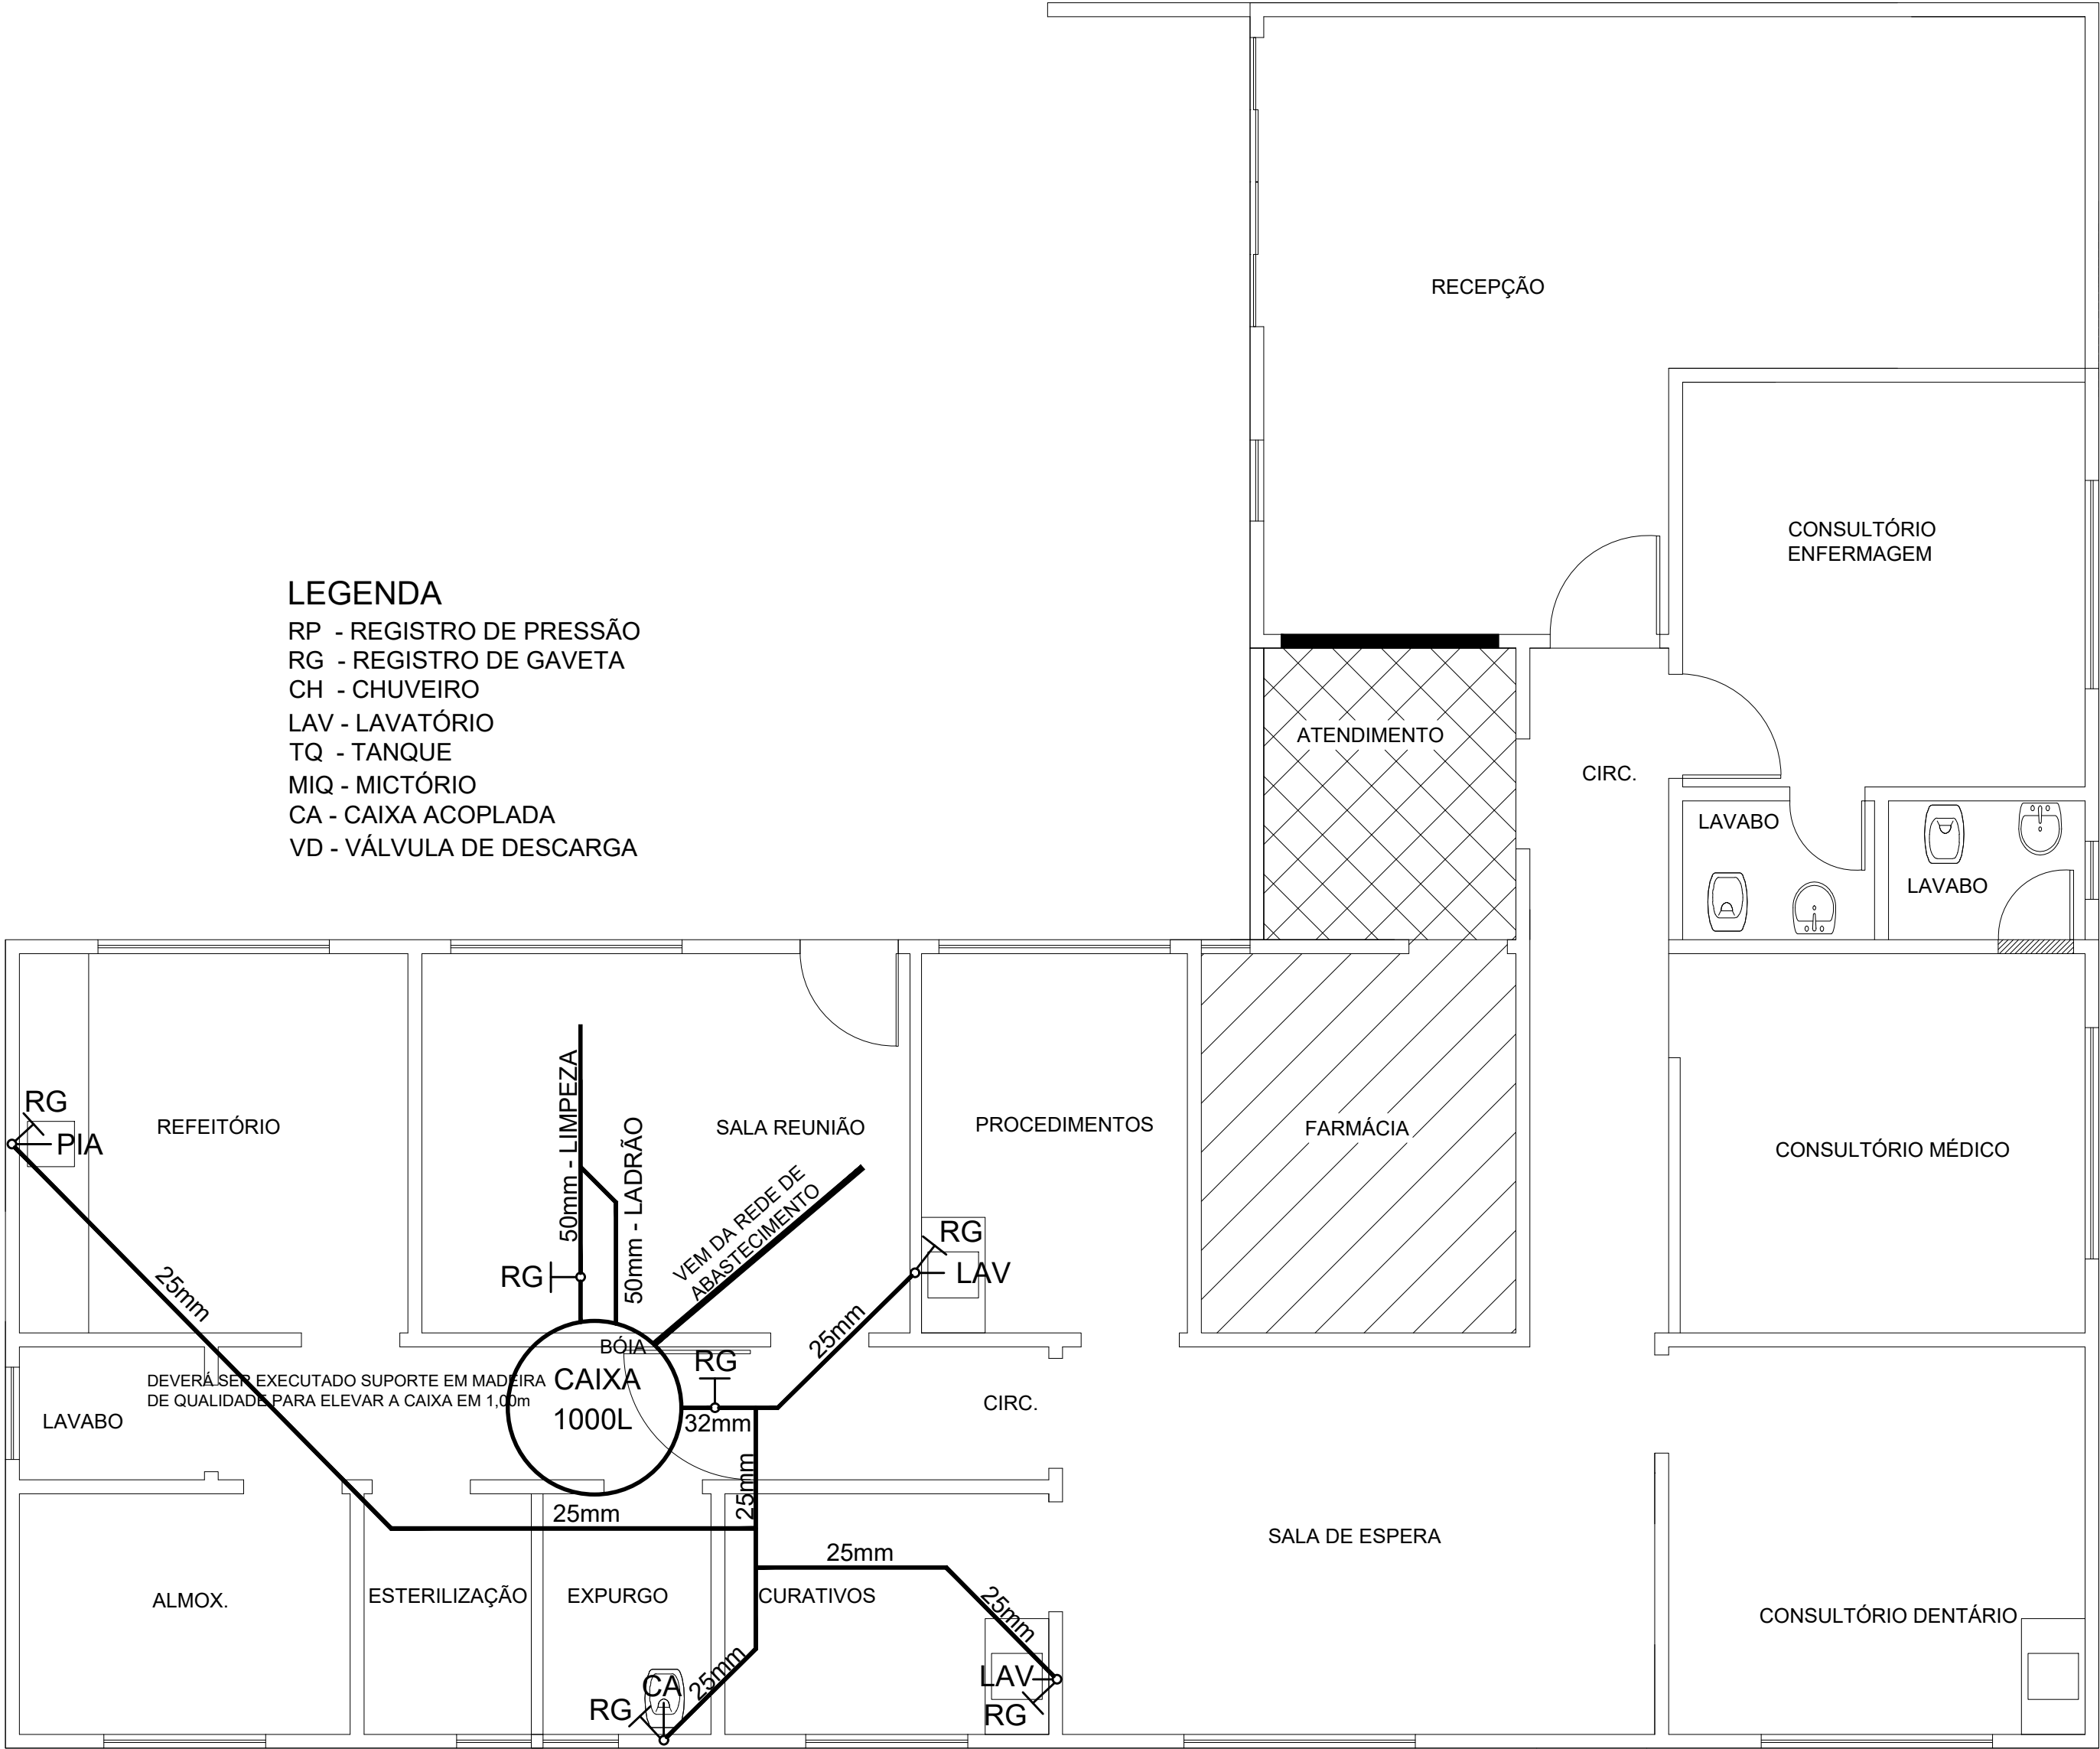 RECEPÇÃO
CONSULTÓRIO
ENFERMAGEM
LEGENDA
RP - REGISTRO DE PRESSÃO
RG - REGISTRO DE GAVETA
CH - CHUVEIRO
LAV - LAVATÓRIO
TQ - TANQUE
MIQ - MICTÓRIO
CA - CAIXA ACOPLADA
VD - VÁLVULA DE DESCARGA
ATENDIMENTO
CIRC.
LAVABO
LAVABO
RG
PIA
REFEITÓRIO
50mm - LIMPEZA
50mm - LADRÃO
SALA REUNIÃO
VEM DA REDE DE
ABASTECIMENTO
PROCEDIMENTOS
FARMÁCIA
CONSULTÓRIO MÉDICO
RG
RG
LAV
25mm
25mm
BÓIA
CAIXA
1000L
RG
32mm
DEVERÁ SER EXECUTADO SUPORTE EM MADEIRA
DE QUALIDADE PARA ELEVAR A CAIXA EM 1,00m
LAVABO
CIRC.
25mm
25mm
25mm
25mm
SALA DE ESPERA
ALMOX.
ESTERILIZAÇÃO
EXPURGO
CURATIVOS
CONSULTÓRIO DENTÁRIO
25mm
CA
RG
LAV
RG